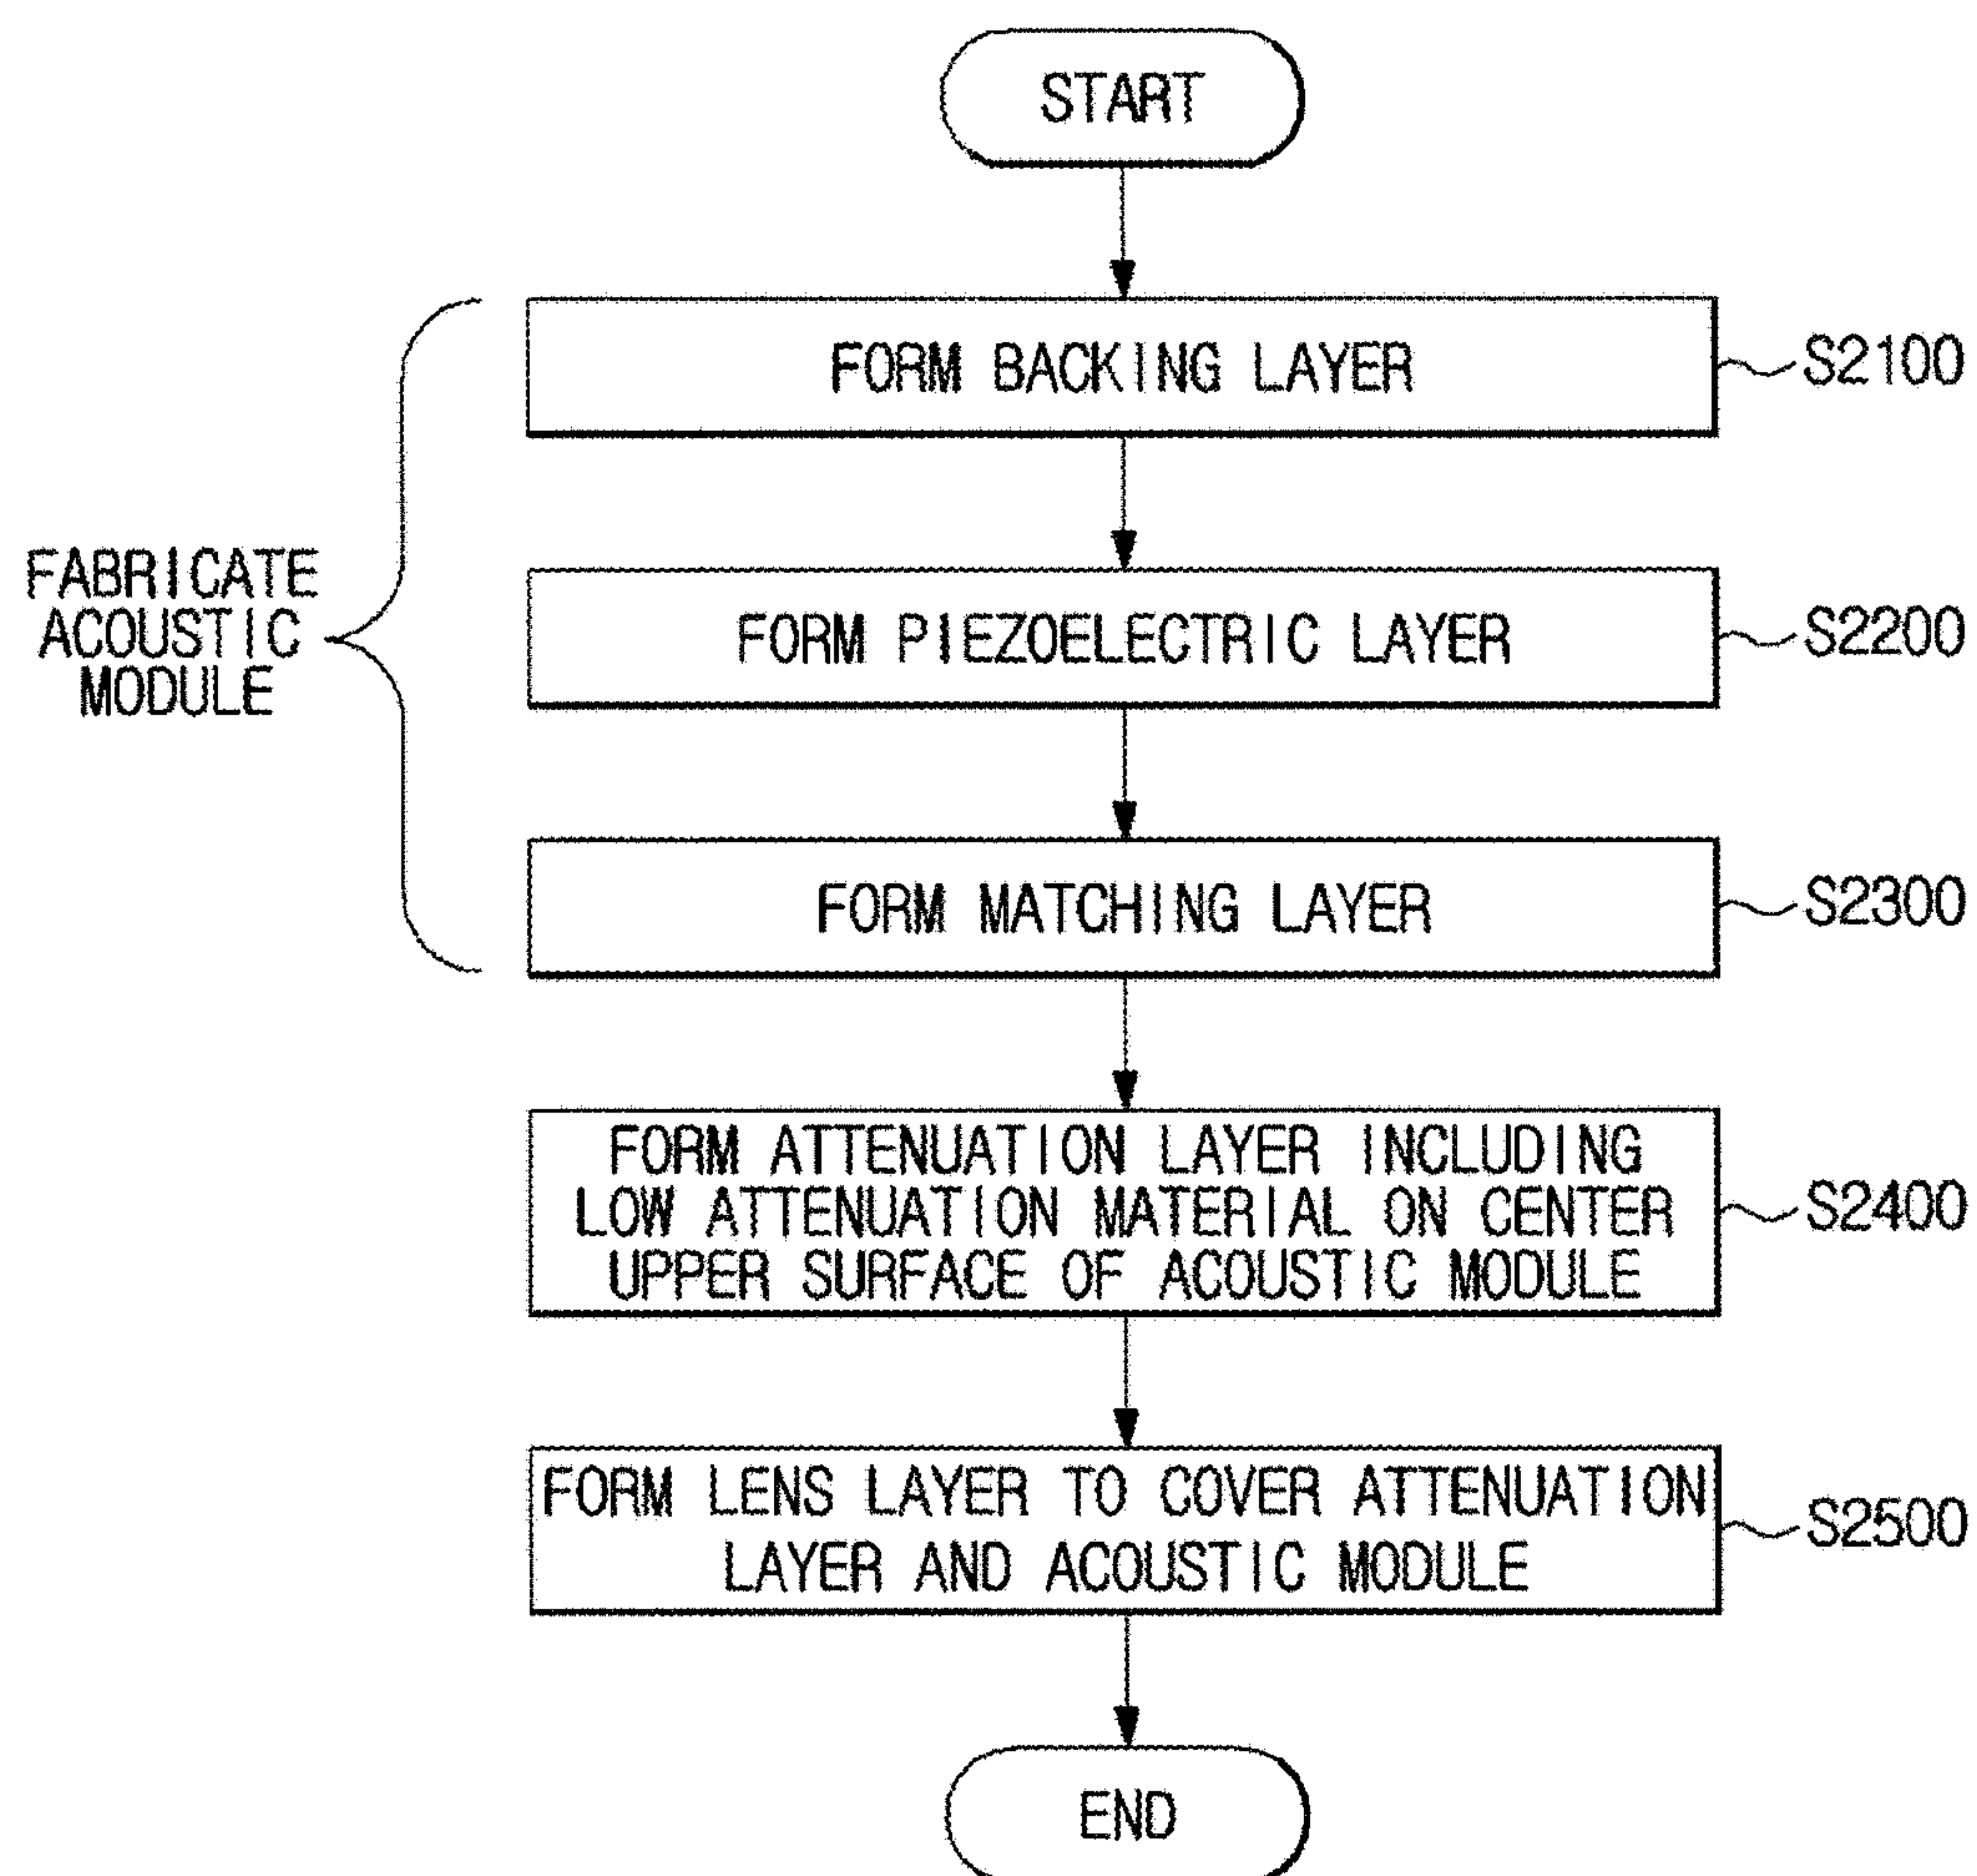 START
FORM BACKING LAYER
S2100
FABRICATE
ACOUSTIC
MODULE
FORM PIEZOELECTRIC LAYER
S2200
FORM MATCHING LAYER
S2300
FORM ATTENUATION LAYER INCLUDING
LOW ATTENUATION MATERIAL ON CENTER
UPPER SURFACE OF ACOUSTIC MODULE
S2400
FORM LENS LAYER TO COVER ATTENUATION
LAYER AND ACOUSTIC MODULE
S2500
END